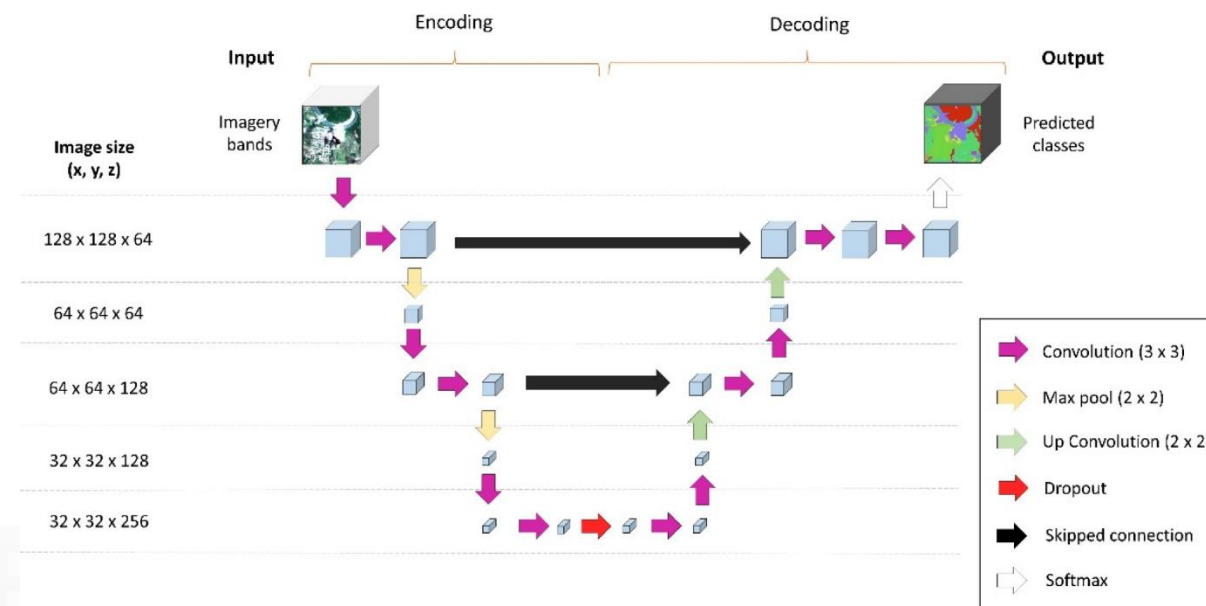 Encoding
Decoding
Input
Output
Imagery
bands
Predicted
classes
Image size
(x, y, z)
128 x 128 x 64
64 x 64 x 64
64 x 64 x 128
32 x 32 x 128
32 x 32 x 256
Convolution (3 x 3)
Max pool (2 x 2)
Up Convolution (2 x 2
Dropout
Skipped connection
Softmax